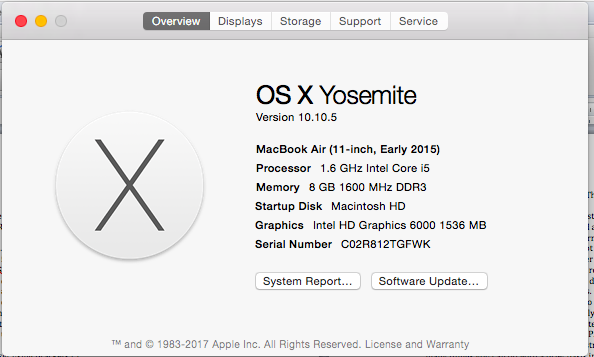 Overview Displays Storage Support Service
OS X Yosemite
Version 10.10.5
MacBook Air (11-inch, Early 2015)
Processor 1.6 GHz Intel Core i5
Memory 8 GB 1600 MHz DDR3
Startup Disk Macintosh HD
Graphics Intel HD Graphics 6000 1536 MB
Serial Number C02R812TGFWK
System Report... Software Update...
™ and © 1983-2017 Apple Inc. All Rights Reserved. License and Warranty